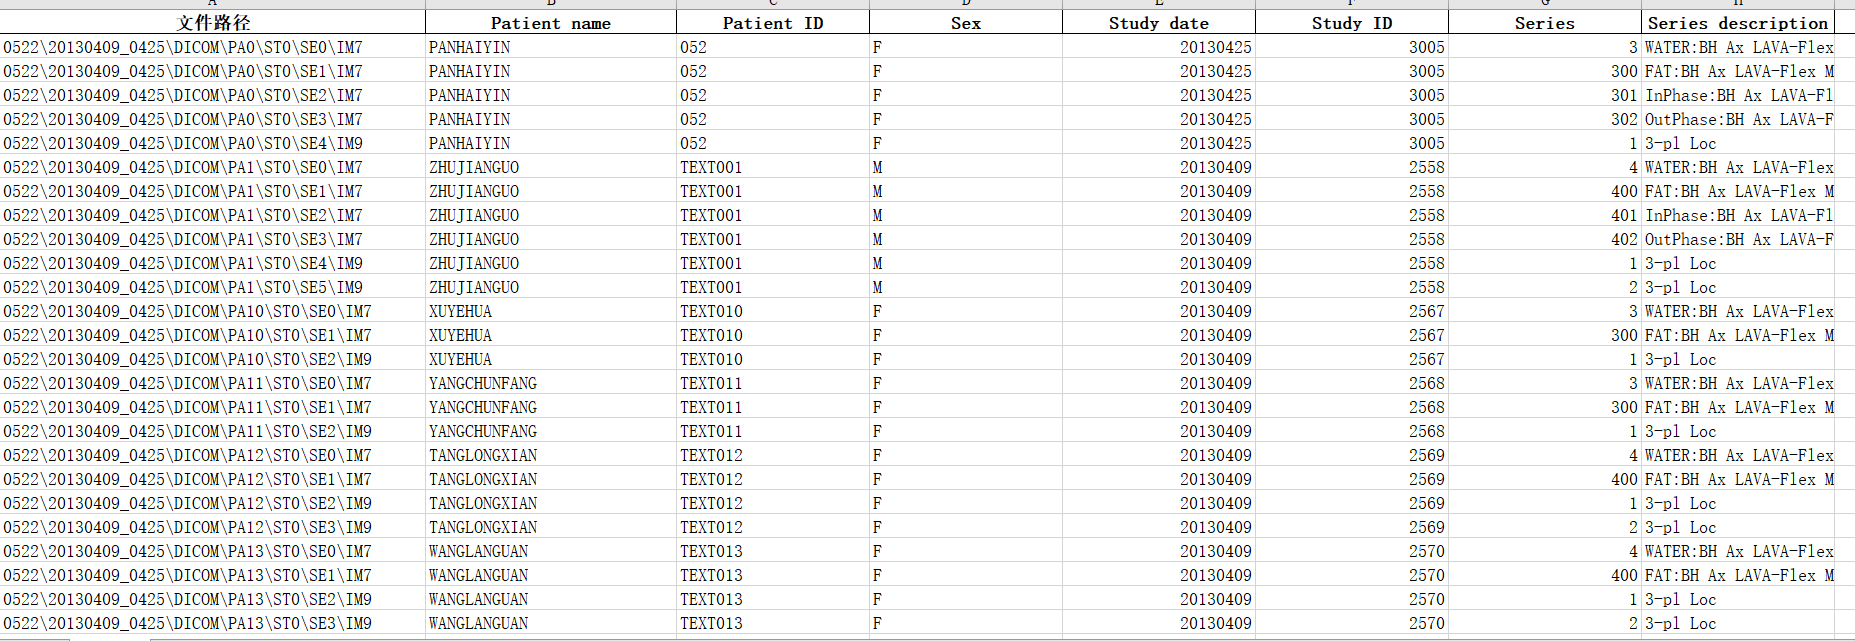 文件路径 Patient name Patient ID Sex Study date Study ID Series Series description
0522\20130409_0425\DICOM\PA0\ST0\SE0\IM7 PANHAIYIN 052 F 20130425 3005 3 WATER:BH Ax LAVA-Flex
0522\20130409_0425\DICOM\PA0\ST0\SE1\IM7 PANHAIYIN 052 F 20130425 3005 300 FAT:BH Ax LAVA-Flex M
0522\20130409_0425\DICOM\PA0\ST0\SE2\IM7 PANHAIYIN 052 F 20130425 3005 301 InPhase:BH Ax LAVA-Fl
0522\20130409_0425\DICOM\PA0\ST0\SE3\IM7 PANHAIYIN 052 F 20130425 3005 302 OutPhase:BH Ax LAVA-F
0522\20130409_0425\DICOM\PA0\ST0\SE4\IM9 PANHAIYIN 052 F 20130425 3005 1 3-pl Loc
0522\20130409_0425\DICOM\PA1\ST0\SE0\IM7 ZHUJIANGUO TEXT001 M 20130409 2558 4 WATER:BH Ax LAVA-Flex
0522\20130409_0425\DICOM\PA1\ST0\SE1\IM7 ZHUJIANGUO TEXT001 M 20130409 2558 400 FAT:BH Ax LAVA-Flex M
0522\20130409_0425\DICOM\PA1\ST0\SE2\IM7 ZHUJIANGUO TEXT001 M 20130409 2558 401 InPhase:BH Ax LAVA-Fl
0522\20130409_0425\DICOM\PA1\ST0\SE3\IM7 ZHUJIANGUO TEXT001 M 20130409 2558 402 OutPhase:BH Ax LAVA-F
0522\20130409_0425\DICOM\PA1\ST0\SE4\IM9 ZHUJIANGUO TEXT001 M 20130409 2558 1 3-pl Loc
0522\20130409_0425\DICOM\PA1\ST0\SE5\IM9 ZHUJIANGUO TEXT001 M 20130409 2558 2 3-pl Loc
0522\20130409_0425\DICOM\PA10\ST0\SE0\IM7 XUYEHUA TEXT010 F 20130409 2567 3 WATER:BH Ax LAVA-Flex
0522\20130409_0425\DICOM\PA10\ST0\SE1\IM7 XUYEHUA TEXT010 F 20130409 2567 300 FAT:BH Ax LAVA-Flex M
0522\20130409_0425\DICOM\PA10\ST0\SE2\IM9 XUYEHUA TEXT010 F 20130409 2567 1 3-pl Loc
0522\20130409_0425\DICOM\PA11\ST0\SE0\IM7 YANGCHUNFANG TEXT011 F 20130409 2568 3 WATER:BH Ax LAVA-Flex
0522\20130409_0425\DICOM\PA11\ST0\SE1\IM7 YANGCHUNFANG TEXT011 F 20130409 2568 300 FAT:BH Ax LAVA-Flex M
0522\20130409_0425\DICOM\PA11\ST0\SE2\IM9 YANGCHUNFANG TEXT011 F 20130409 2568 1 3-pl Loc
0522\20130409_0425\DICOM\PA12\ST0\SE0\IM7 TANGLONGXIAN TEXT012 F 20130409 2569 4 WATER:BH Ax LAVA-Flex
0522\20130409_0425\DICOM\PA12\ST0\SE1\IM7 TANGLONGXIAN TEXT012 F 20130409 2569 400 FAT:BH Ax LAVA-Flex M
0522\20130409_0425\DICOM\PA12\ST0\SE2\IM9 TANGLONGXIAN TEXT012 F 20130409 2569 1 3-pl Loc
0522\20130409_0425\DICOM\PA12\ST0\SE3\IM9 TANGLONGXIAN TEXT012 F 20130409 2569 2 3-pl Loc
0522\20130409_0425\DICOM\PA13\ST0\SE0\IM7 WANGLANGUAN TEXT013 F 20130409 2570 4 WATER:BH Ax LAVA-Flex
0522\20130409_0425\DICOM\PA13\ST0\SE1\IM7 WANGLANGUAN TEXT013 F 20130409 2570 400 FAT:BH Ax LAVA-Flex M
0522\20130409_0425\DICOM\PA13\ST0\SE2\IM9 WANGLANGUAN TEXT013 F 20130409 2570 1 3-pl Loc
0522\20130409_0425\DICOM\PA13\ST0\SE3\IM9 WANGLANGUAN TEXT013 F 20130409 2570 2 3-pl Loc